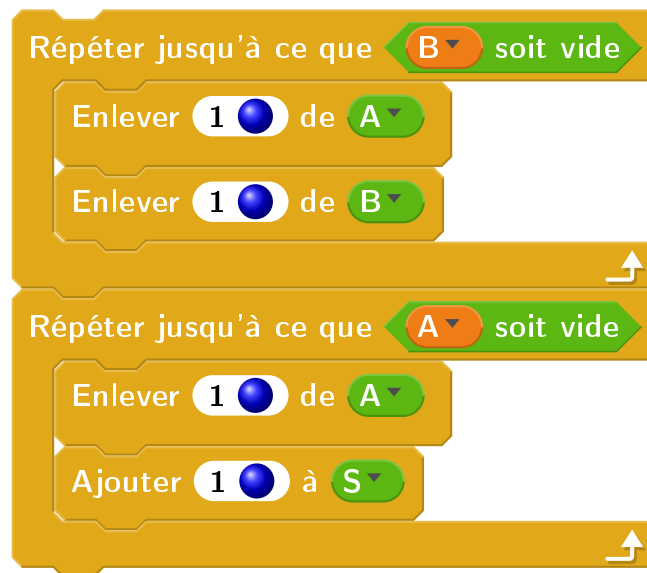 Répéter jusqu'à ce que B soit vide
Enlever 1 de A
Enlever 1 de B
Répéter jusqu'à ce que A soit vide
Enlever 1 de A
Ajouter 1 à S